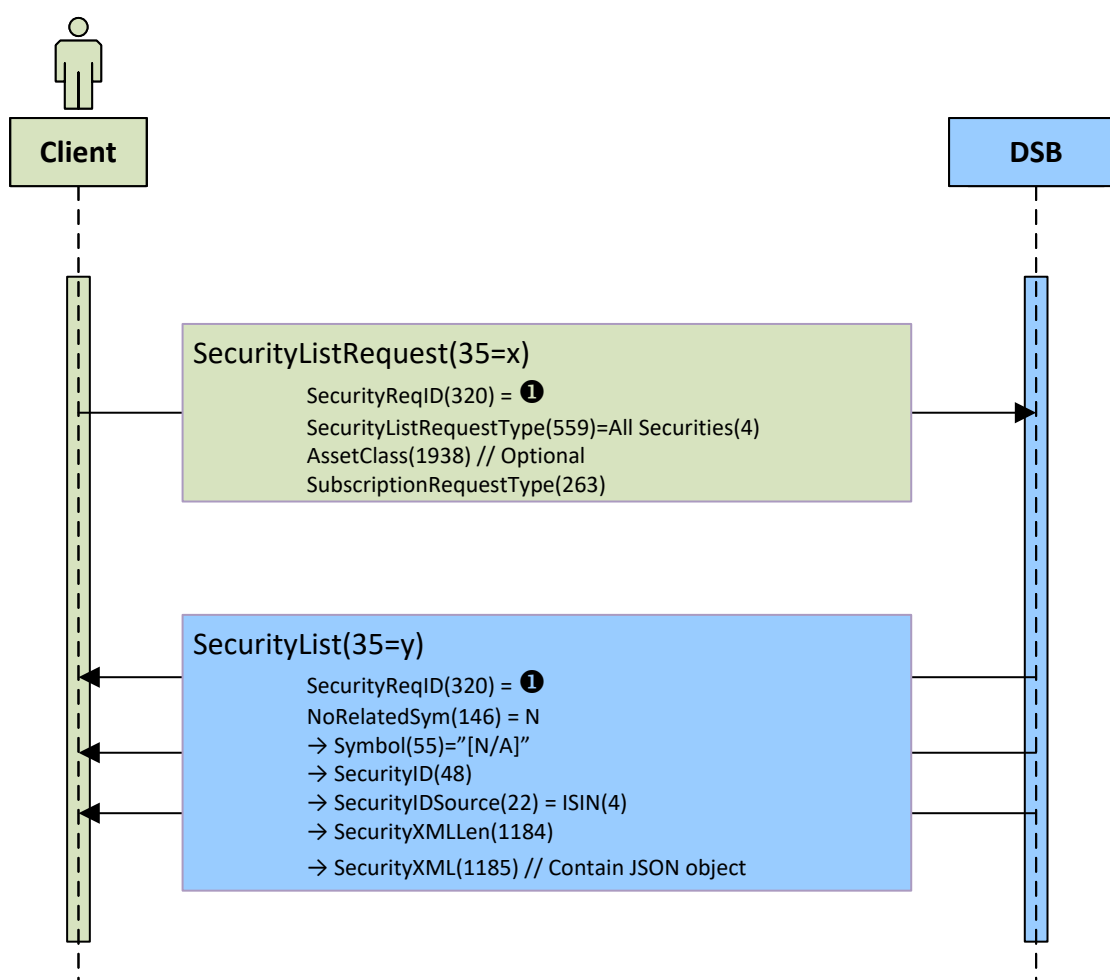 Client
DSB
SecurityListRequest(35=x)
SecurityReqID(320) = ❶
SecurityListRequestType(559)=All Securities(4)
AssetClass(1938) // Optional
SubscriptionRequestType(263)
SecurityList(35=y)
SecurityReqID(320) = ❶
NoRelatedSym(146) = N
→ Symbol(55)=”[N/A]”
→ SecurityID(48)
→ SecurityIDSource(22) = ISIN(4)
→ SecurityXMLLen(1184)
→ SecurityXML(1185) // Contain JSON object